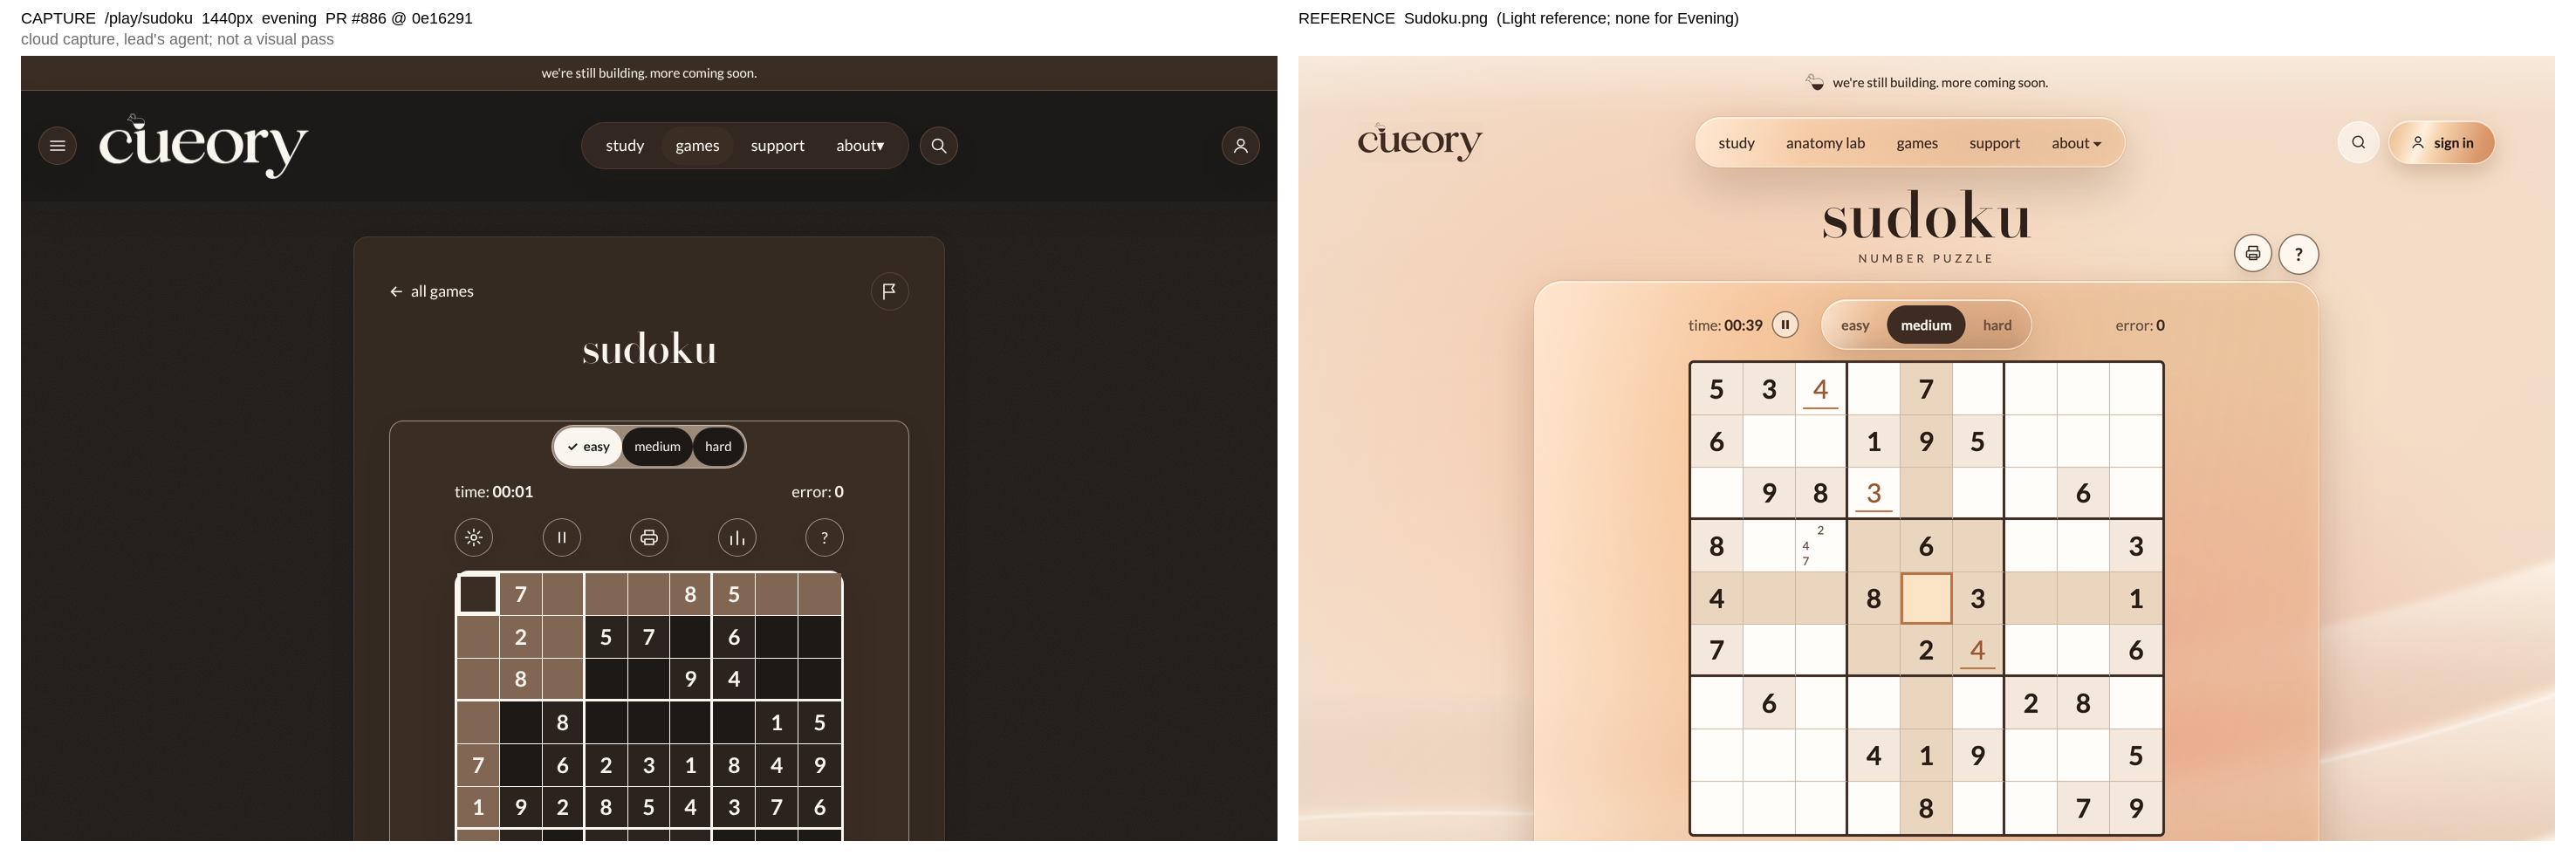 CAPTURE  /play/sudoku  1440px  evening  PR #886 @ 0e16291
cloud capture, lead's agent; not a visual pass
we're still building. more coming soon.
cueory
study games support about▾
← all games
sudoku
✓ easy medium hard
time: 00:01 error: 0
?
7 8 5
2 5 7 6
8 9 4
8 1 5
7 6 2 3 1 8 4 9
1 9 2 8 5 4 3 7 6
REFERENCE  Sudoku.png  (Light reference; none for Evening)
we're still building. more coming soon.
cueory
study anatomy lab games support about ▾
sign in
sudoku
NUMBER PUZZLE
?
time: 00:39 easy medium hard error: 0
5 3 4 7
6 1 9 5
9 8 3 6
8 2 4 7 6 3
4 8 3 1
7 2 4 6
6 2 8
4 1 9 5
8 7 9